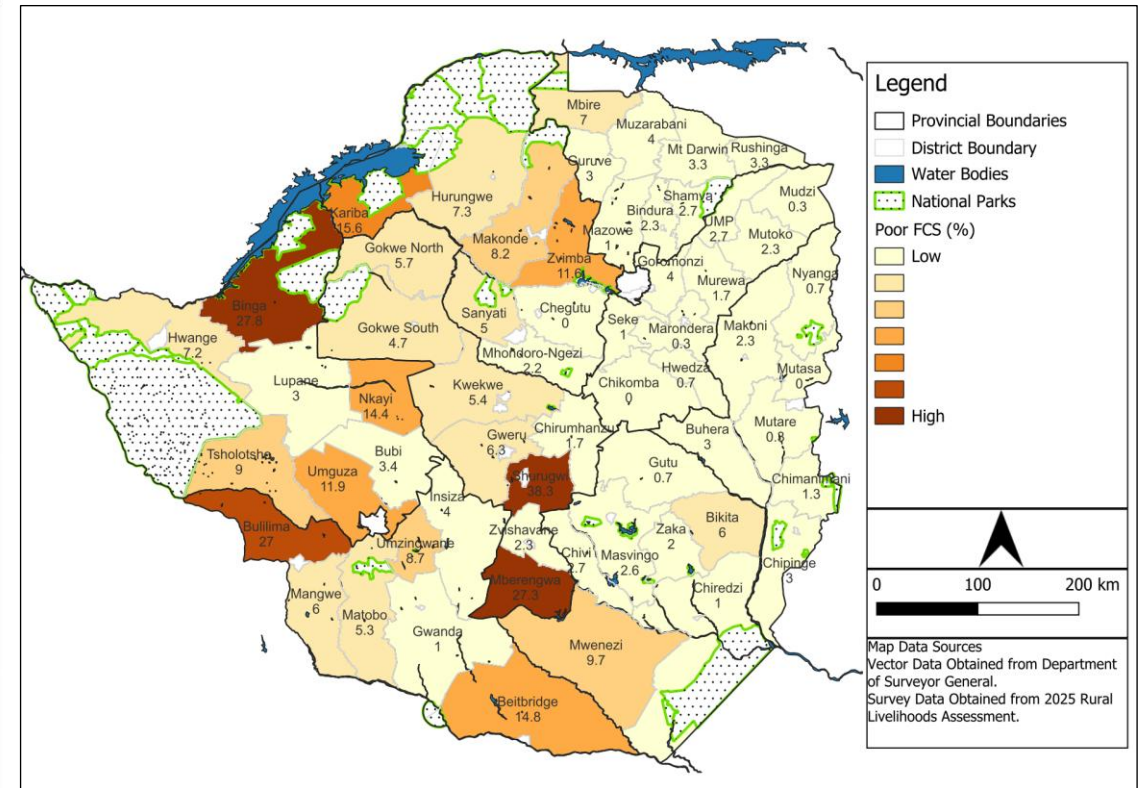 Mbire
7
Muzarabani
4
Mt Darwin
3.3
Rushinga
3.3
Guruve
3
Shamva
2.7
Mudzi
0.3
Kariba
15.6
Hurungwe
7.3
Bindura
2.3
UMP
2.7
Mutoko
2.3
Makonde
8.2
Mazowe
1
Gokwe North
5.7
Zvimba
11.6
Goromonzi
4
Murewa
1.7
Nyanga
0.7
Binga
27.8
Sanyati
5
Chegutu
0
Seke
1
Marondera
0.3
Makoni
2.3
Hwange
7.2
Gokwe South
4.7
Mhondoro-Ngezi
2.2
Hwedza
0.7
Mutasa
0
Lupane
3
Nkayi
14.4
Kwekwe
5.4
Chikomba
0
Chirumhanzu
1.7
Buhera
3
Mutare
0.8
Gweru
6.3
Tsholotsho
9
Umguza
11.9
Bubi
3.4
Shurugwi
38.3
Gutu
0.7
Chimanimani
1.3
Insiza
4
Bulilima
27
Umzingwane
8.7
Zvishavane
2.3
Chivi
2.7
Masvingo
2.6
Zaka
2
Bikita
6
Chipinge
3
Mberengwa
27.3
Chiredzi
1
Mangwe
6
Matobo
5.3
Gwanda
1
Mwenezi
9.7
Beitbridge
14.8
Legend
Provincial Boundaries
District Boundary
Water Bodies
National Parks
Poor FCS (%)
Low
High
0 100 200 km
Map Data Sources
Vector Data Obtained from Department
of Surveyor General.
Survey Data Obtained from 2025 Rural
Livelihoods Assessment.